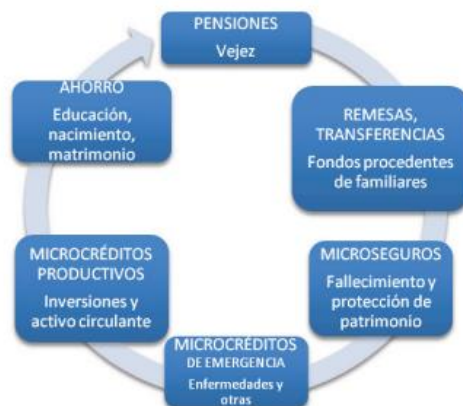 PENSIONES
Vejez
REMESAS,
TRANSFERENCIAS
Fondos procedentes
de familiares
MICROSEGUROS
Fallecimiento y
protección de
patrimonio
MICROCRÉDITOS
DE EMERGENCIA
Enfermedades y
otras
MICROCRÉDITOS
PRODUCTIVOS
Inversiones y
activo circulante
AHORRO
Educación,
nacimiento,
matrimonio